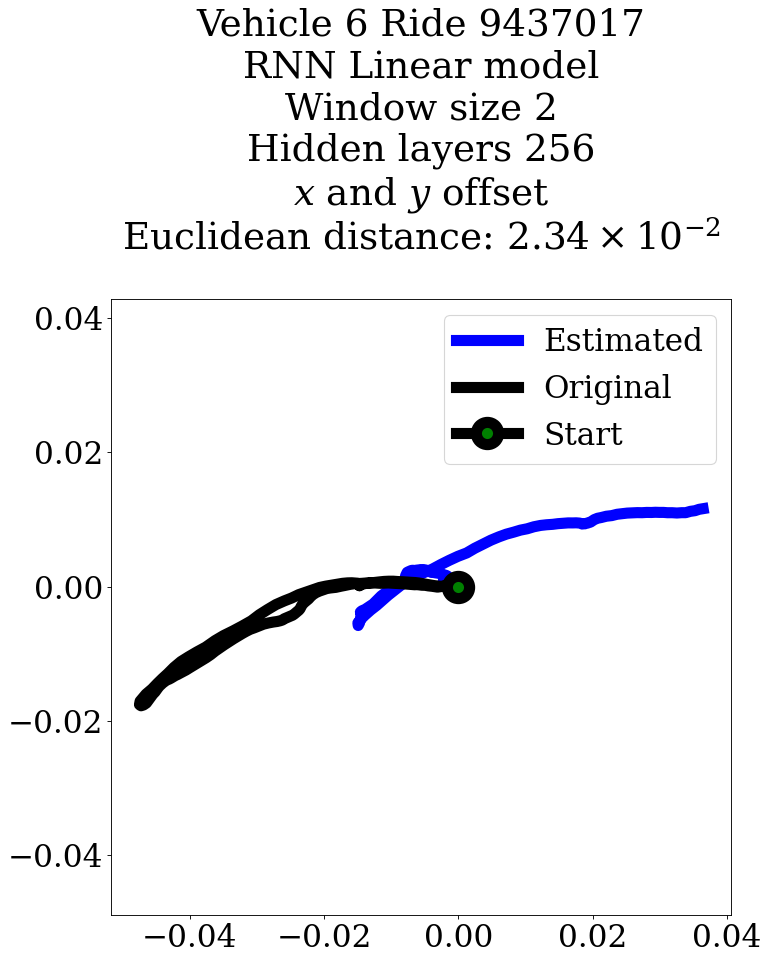 Vehicle 6 Ride 9437017
RNN Linear model
Window size 2
Hidden layers 256
x and y offset
Euclidean distance: 2.34 × 10⁻²
Estimated
Original
Start
0.04
0.02
0.00
−0.02
−0.04
−0.04
−0.02
0.00
0.02
0.04